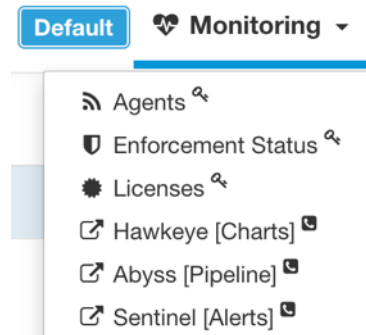 Default Monitoring
Agents
Enforcement Status
Licenses
Hawkeye [Charts]
Abyss [Pipeline]
Sentinel [Alerts]